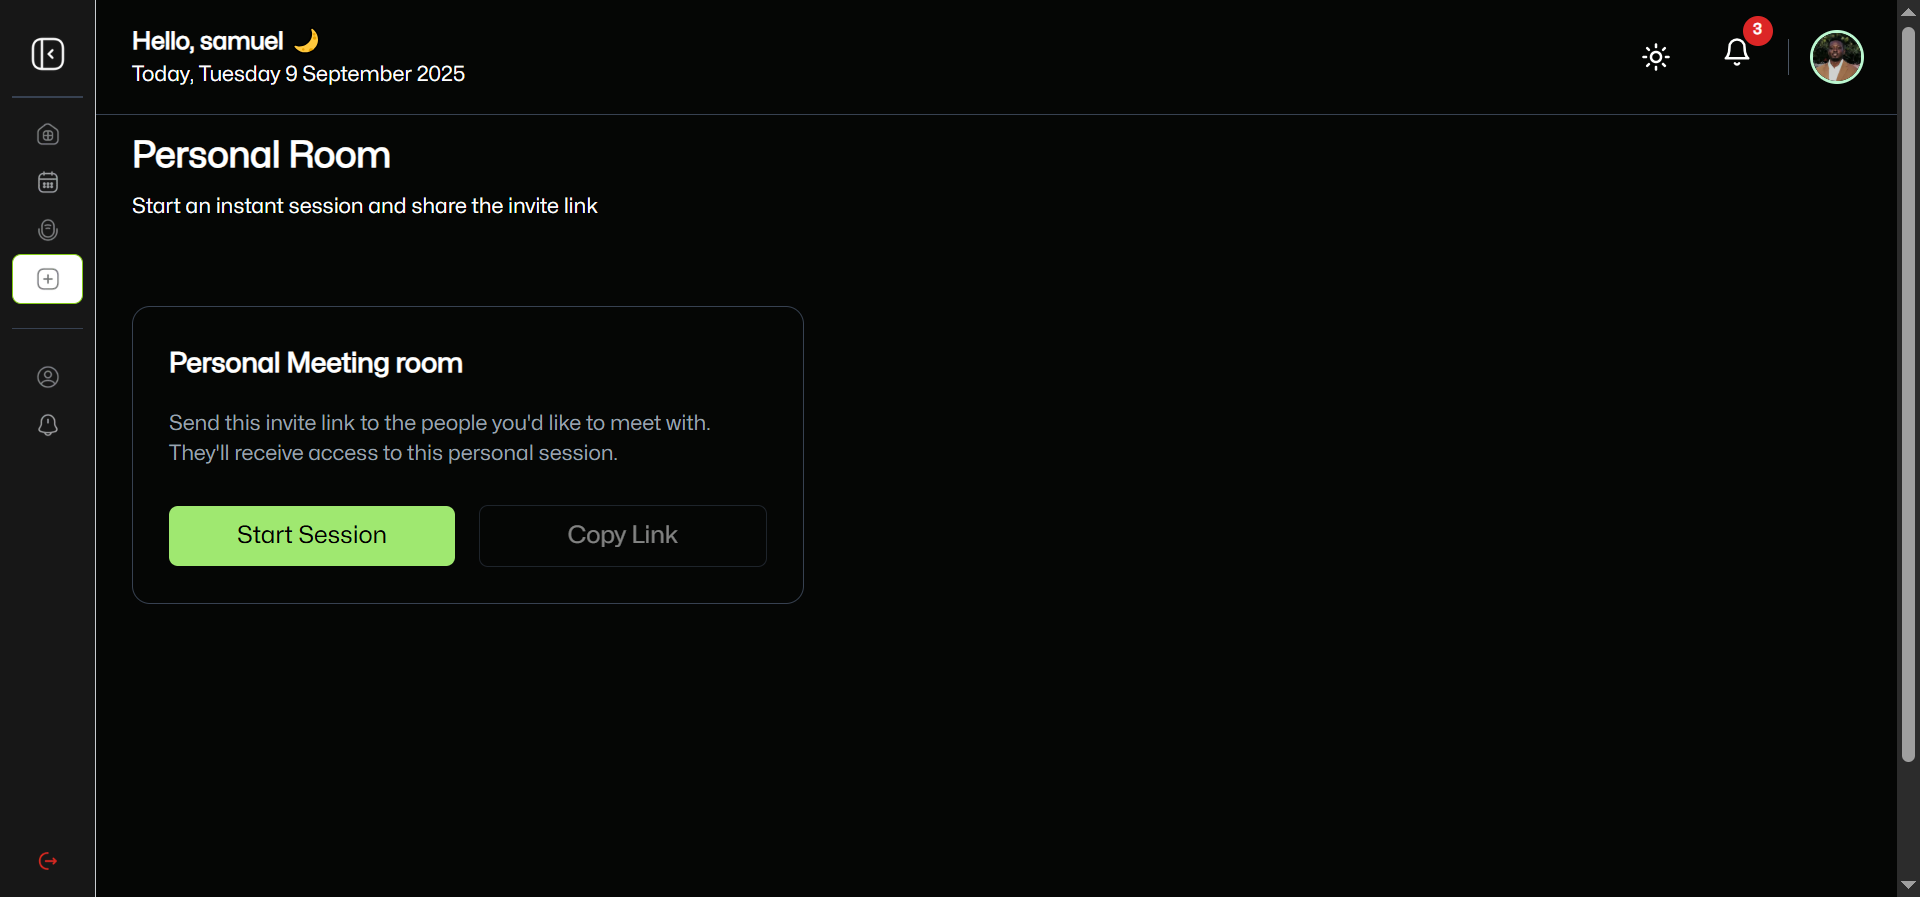 Hello, samuel 🌙
Today, Tuesday 9 September 2025
3
Personal Room
Start an instant session and share the invite link
Personal Meeting room
Send this invite link to the people you'd like to meet with.
They'll receive access to this personal session.
Start Session
Copy Link